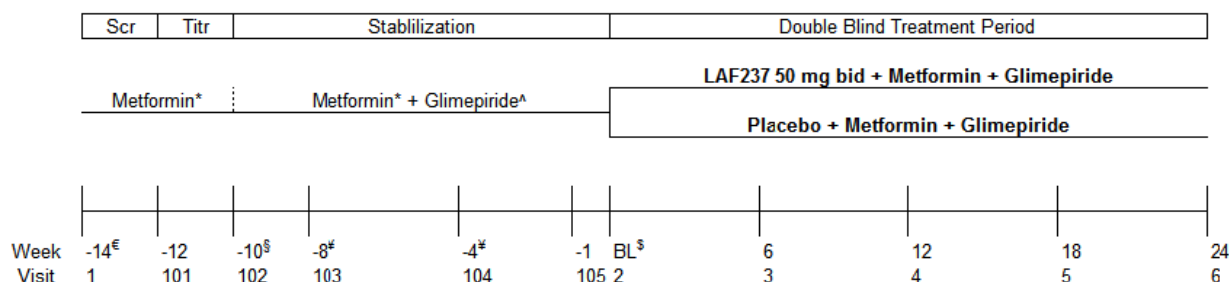 Scr Titr Stablilization Double Blind Treatment Period
LAF237 50 mg bid + Metformin + Glimepiride
Metformin* Metformin* + Glimepiride^
Placebo + Metformin + Glimepiride
Week -14€ -12 -10§ -8¥ -4¥ -1 BL$ 6 12 18 24
Visit 1 101 102 103 104 105 2 3 4 5 6